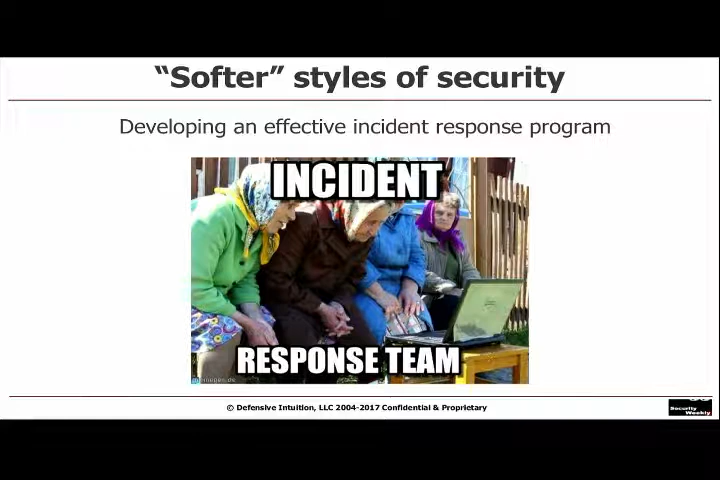 “Softer” styles of security
Developing an effective incident response program
INCIDENT
RESPONSE TEAM
© Defensive Intuition, LLC 2004-2017 Confidential & Proprietary
Security
Weekly